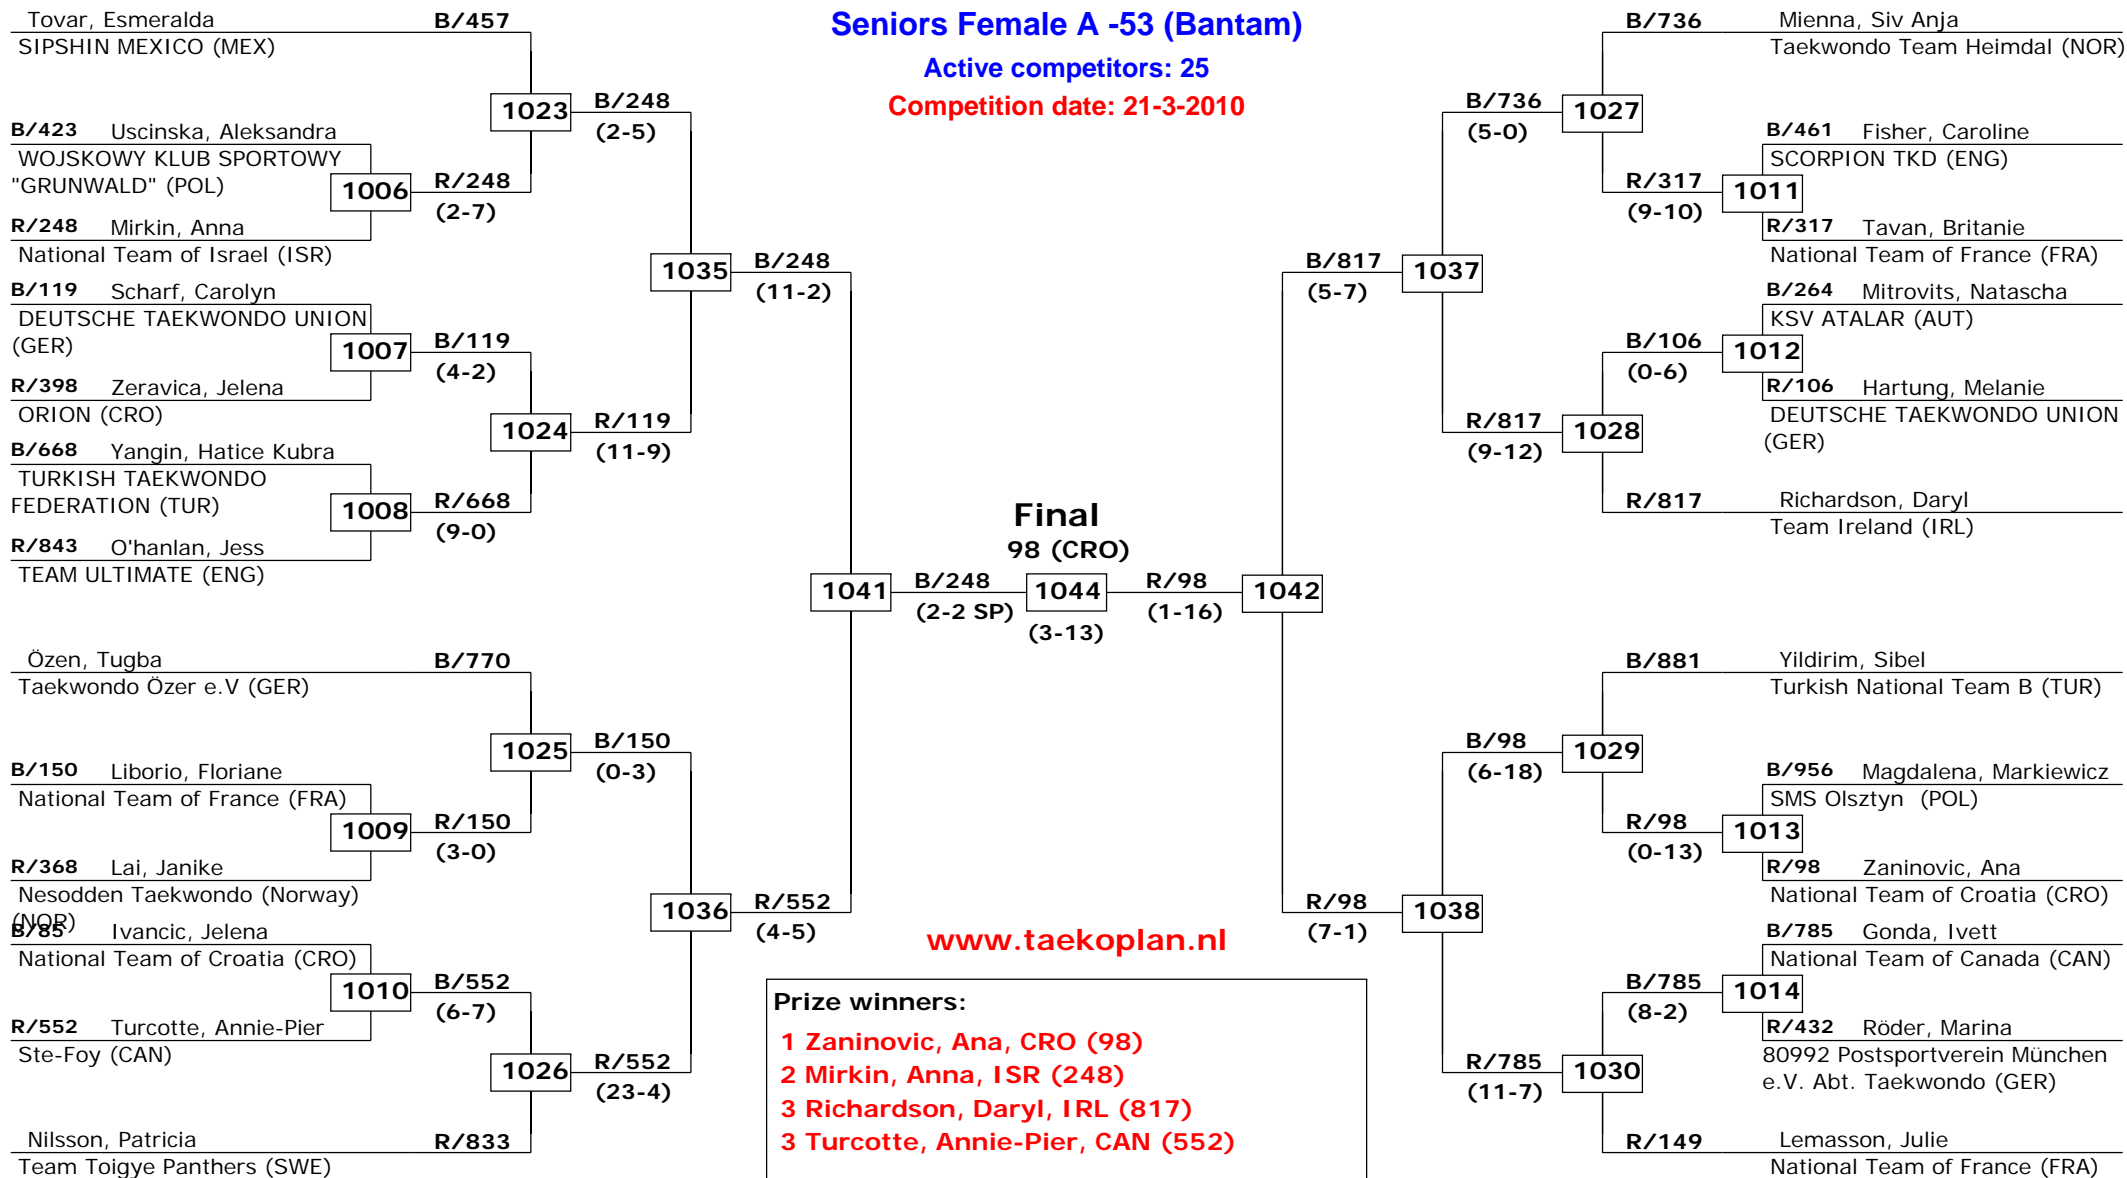 Seniors Female A -53 (Bantam)
Active competitors: 25
Competition date: 21-3-2010
Tovar, Esmeralda
B/457
SIPSHIN MEXICO (MEX)
1023
B/248
(2-5)
B/423 Uscinska, Aleksandra
WOJSKOWY KLUB SPORTOWY
"GRUNWALD" (POL)
1006
R/248
(2-7)
R/248 Mirkin, Anna
National Team of Israel (ISR)
1035
B/248
(11-2)
B/119 Scharf, Carolyn
DEUTSCHE TAEKWONDO UNION
(GER)
1007
B/119
(4-2)
R/398 Zeravica, Jelena
ORION (CRO)
1024
R/119
(11-9)
B/668 Yangin, Hatice Kubra
TURKISH TAEKWONDO
FEDERATION (TUR)
1008
R/668
(9-0)
R/843 O'hanlan, Jess
TEAM ULTIMATE (ENG)
1041
B/248
(2-2 SP)
Final
98 (CRO)
1044
(3-13)
R/98
(1-16)
1042
Özen, Tugba
B/770
Taekwondo Özer e.V (GER)
1025
B/150
(0-3)
B/150 Liborio, Floriane
National Team of France (FRA)
1009
R/150
(3-0)
R/368 Lai, Janike
Nesodden Taekwondo (Norway)
(NOR)
1036
R/552
(4-5)
B/85 Ivancic, Jelena
National Team of Croatia (CRO)
1010
B/552
(6-7)
R/552 Turcotte, Annie-Pier
Ste-Foy (CAN)
1026
R/552
(23-4)
Nilsson, Patricia
R/833
Team Toigye Panthers (SWE)
B/736
Mienna, Siv Anja
Taekwondo Team Heimdal (NOR)
B/736
(5-0)
1027
B/461 Fisher, Caroline
SCORPION TKD (ENG)
R/317
(9-10)
1011
R/317 Tavan, Britanie
National Team of France (FRA)
B/817
(5-7)
1037
B/264 Mitrovits, Natascha
KSV ATALAR (AUT)
B/106
(0-6)
1012
R/106 Hartung, Melanie
DEUTSCHE TAEKWONDO UNION
(GER)
R/817
(9-12)
1028
R/817
Richardson, Daryl
Team Ireland (IRL)
B/881
Yildirim, Sibel
Turkish National Team B (TUR)
B/98
(6-18)
1029
B/956 Magdalena, Markiewicz
SMS Olsztyn (POL)
R/98
(0-13)
1013
R/98 Zaninovic, Ana
National Team of Croatia (CRO)
R/98
(7-1)
1038
B/785 Gonda, Ivett
National Team of Canada (CAN)
B/785
(8-2)
1014
R/432 Röder, Marina
80992 Postsportverein München
e.V. Abt. Taekwondo (GER)
R/785
(11-7)
1030
R/149
Lemasson, Julie
National Team of France (FRA)
www.taekoplan.nl
Prize winners:
1 Zaninovic, Ana, CRO (98)
2 Mirkin, Anna, ISR (248)
3 Richardson, Daryl, IRL (817)
3 Turcotte, Annie-Pier, CAN (552)